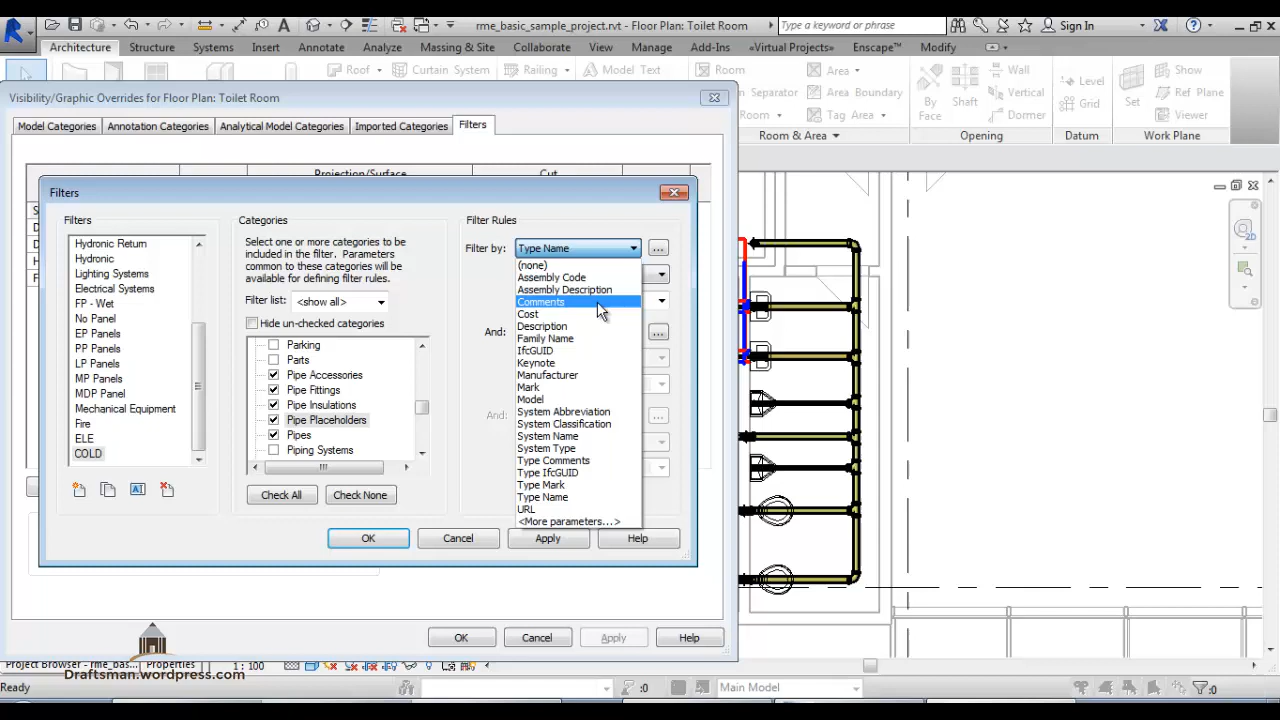 rme_basic_sample_project.rvt - Floor Plan: Toilet Room
Type a keyword or phrase
Sign In
Architecture Structure Systems Insert Annotate Analyze Massing & Site Collaborate View Manage Add-Ins «Virtual Projects» Enscape™ Modify
Roof Curtain System Railing Model Text Room Area Wall Level Show
Separator Area Boundary By Face Shaft Vertical Grid Set Ref Plane
Room Tag Area Dormer Viewer
Room & Area Opening Datum Work Plane
Visibility/Graphic Overrides for Floor Plan: Toilet Room
Model Categories Annotation Categories Analytical Model Categories Imported Categories Filters
Projection/Surface Cut
Filters
Filters
Hydronic Return
Hydronic
Lighting Systems
Electrical Systems
FP - Wet
No Panel
EP Panels
PP Panels
LP Panels
MP Panels
MDP Panel
Mechanical Equipment
Fire
ELE
COLD
Categories
Select one or more categories to be
included in the filter. Parameters
common to these categories will be
available for defining filter rules.
Filter list: <show all>
Hide un-checked categories
Parking
Parts
Pipe Accessories
Pipe Fittings
Pipe Insulations
Pipe Placeholders
Pipes
Piping Systems
Check All Check None
Filter Rules
Filter by: Type Name ...
And: ...
And: ...
(none)
Assembly Code
Assembly Description
Comments
Cost
Description
Family Name
IfcGUID
Keynote
Manufacturer
Mark
Model
System Abbreviation
System Classification
System Name
System Type
Type Comments
Type IfcGUID
Type Mark
Type Name
URL
<More parameters...>
OK Cancel Apply Help
OK Cancel Apply Help
2D
Project Browser - rme_bas... Properties
1 : 100
Draftsman.wordpress.com
Ready
:0
Main Model
:0